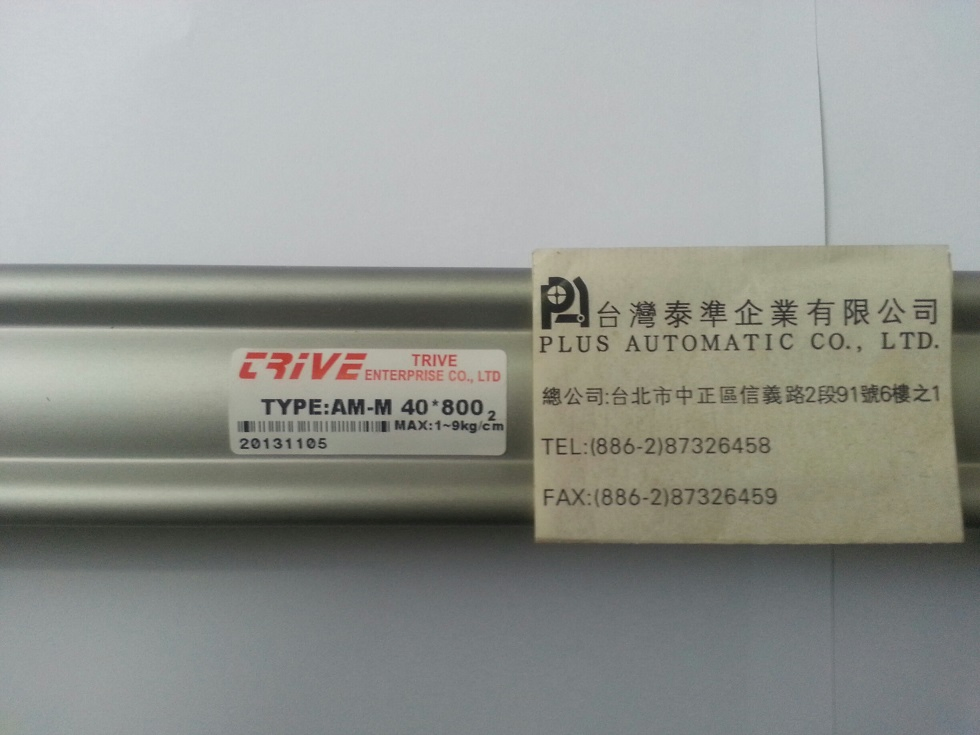 TRIVE
TRIVE
ENTERPRISE CO., LTD
TYPE:AM-M 40*800
MAX:1~9kg/cm2
20131105
台灣泰準企業有限公司
PLUS AUTOMATIC CO., LTD.
總公司:台北市中正區信義路2段91號6樓之1
TEL:(886-2)87326458
FAX:(886-2)87326459